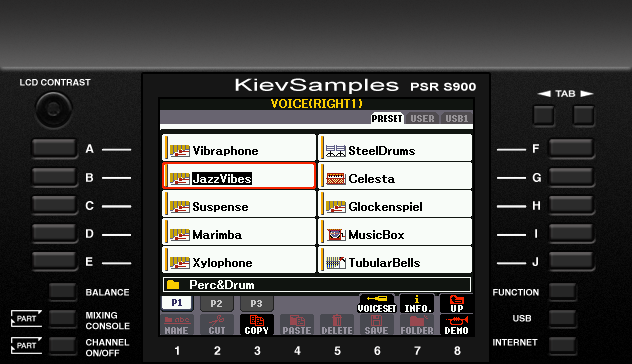 LCD CONTRAST
KievSamples PSR S900
TAB
VOICE(RIGHT1)
PRESET USER USB1
A Vibraphone SteelDrums F
B JazzVibes Celesta G
C Suspense Glockenspiel H
D Marimba MusicBox I
E Xylophone TubularBells J
Perc&Drum
BALANCE P1 P2 P3 VOICESET INFO. UP FUNCTION
PART MIXING CONSOLE NAME CUT COPY PASTE DELETE SAVE FOLDER DEMO USB
PART CHANNEL ON/OFF INTERNET
1 2 3 4 5 6 7 8